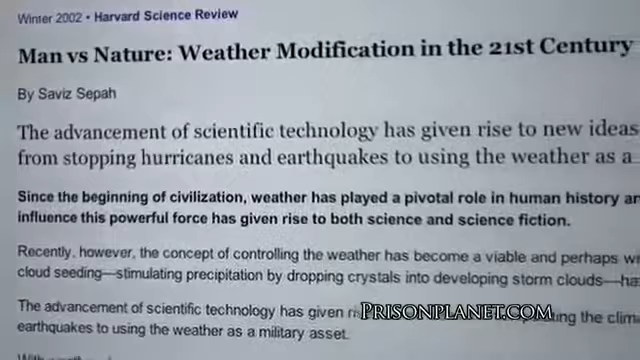 Winter 2002 • Harvard Science Review
Man vs Nature: Weather Modification in the 21st Century
By Saviz Sepah
The advancement of scientific technology has given rise to new ideas
from stopping hurricanes and earthquakes to using the weather as a
Since the beginning of civilization, weather has played a pivotal role in human history
influence this powerful force has given rise to both science and science fiction.
Recently, however, the concept of controlling the weather has become a viable and perhaps
cloud seeding—stimulating precipitation by dropping crystals into developing storm clouds—
The advancement of scientific technology has given
PRISONPLANET.COM
the
earthquakes to using the weather as a military asset.